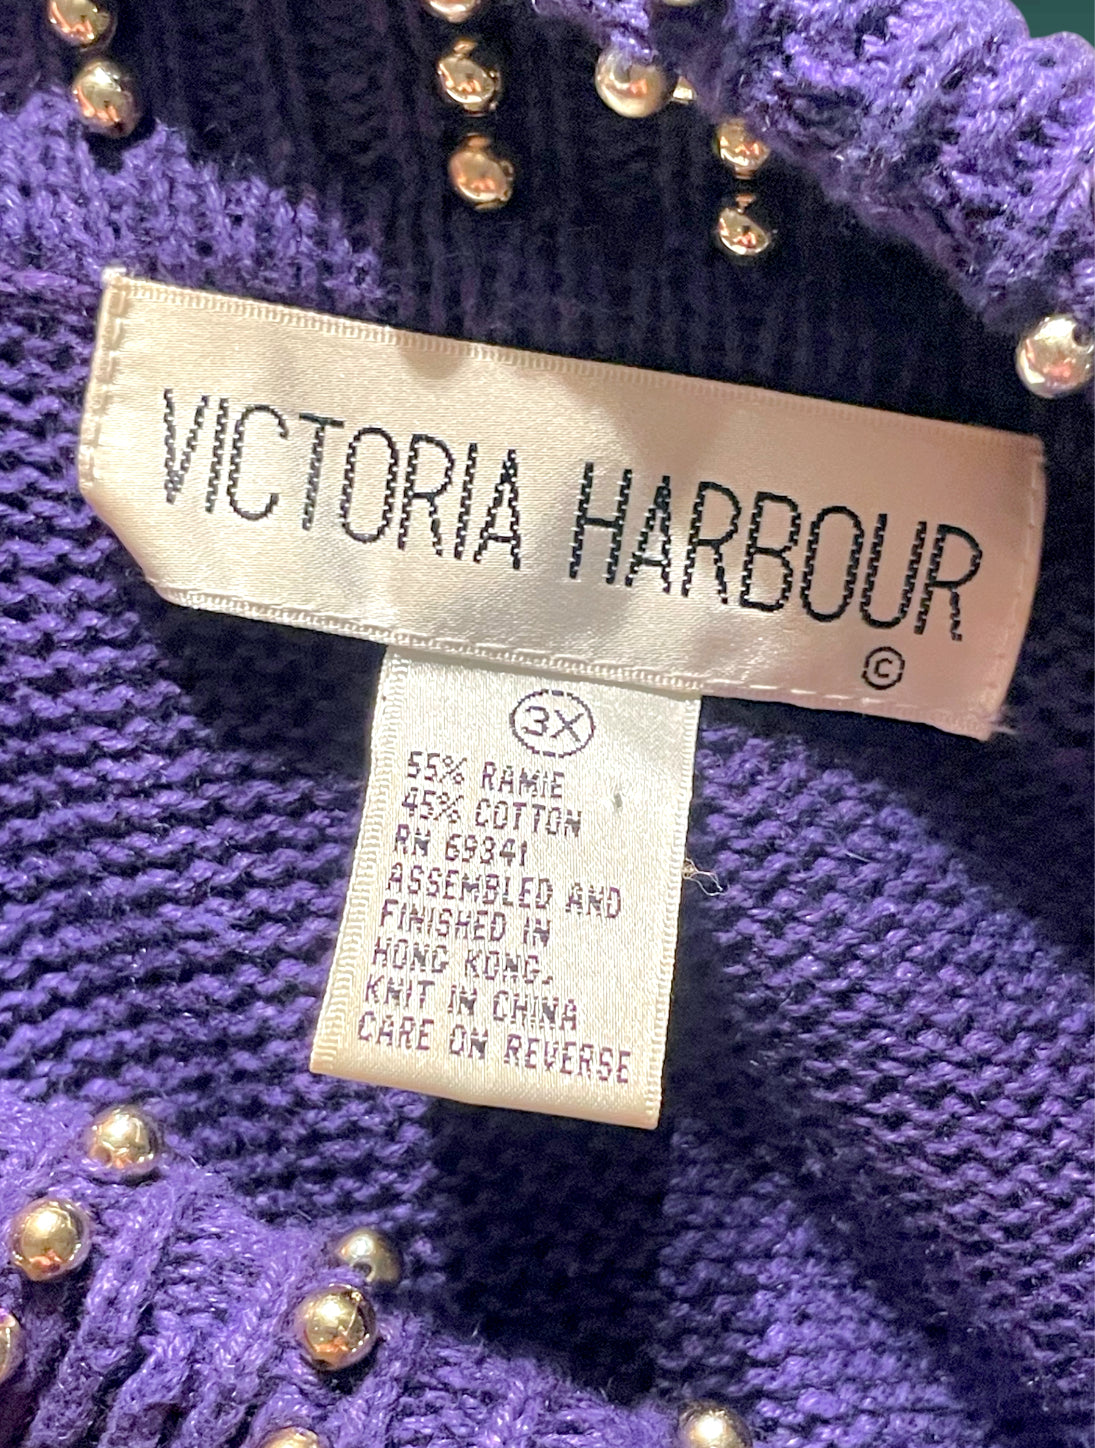 VICTORIA HARBOUR
©
3X
55% RAMIE
45% COTTON
RN 69341
ASSEMBLED AND
FINISHED IN
HONG KONG,
KNIT IN CHINA
CARE ON REVERSE